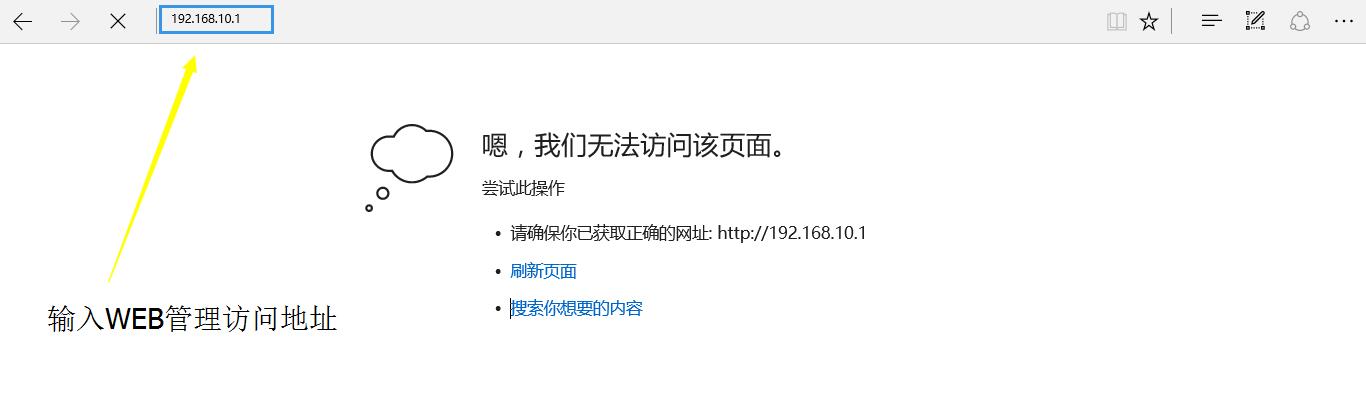 192.168.10.1
嗯，我们无法访问该页面。
尝试此操作
• 请确保你已获取正确的网址: http://192.168.10.1
• 刷新页面
• 搜索你想要的内容
输入WEB管理访问地址